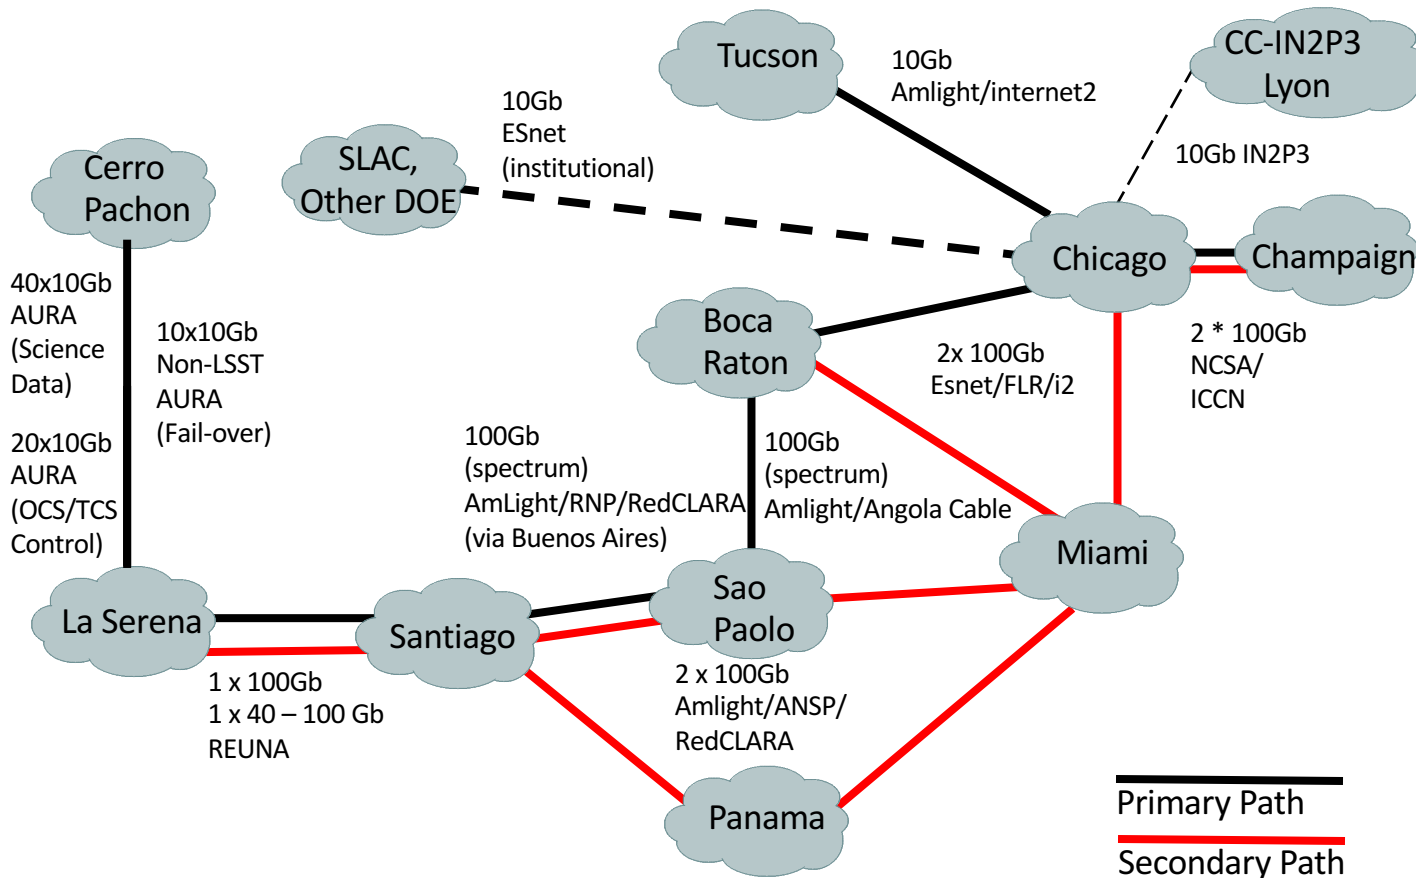 Tucson
10Gb
Amlight/internet2
CC-IN2P3
Lyon
10Gb
ESnet
(institutional)
10Gb IN2P3
Cerro
Pachon
SLAC,
Other DOE
Chicago
Champaign
40x10Gb
AURA
(Science
Data)
10x10Gb
Non-LSST
AURA
(Fail-over)
Boca
Raton
2x 100Gb
Esnet/FLR/i2
2 * 100Gb
NCSA/
ICCN
20x10Gb
AURA
(OCS/TCS
Control)
100Gb
(spectrum)
AmLight/RNP/RedCLARA
(via Buenos Aires)
100Gb
(spectrum)
Amlight/Angola Cable
Miami
La Serena
Santiago
Sao
Paolo
1 x 100Gb
1 x 40 – 100 Gb
REUNA
2 x 100Gb
Amlight/ANSP/
RedCLARA
Panama
Primary Path
Secondary Path